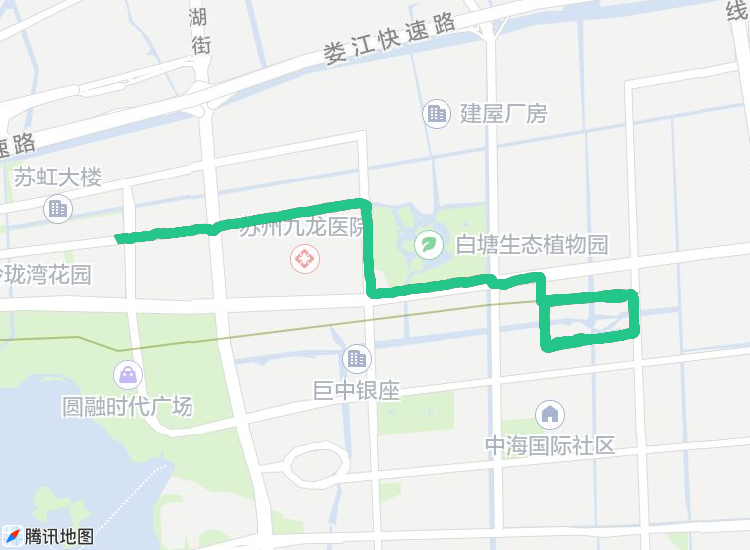 湖
街
娄江快速路
线
建屋厂房
速路
苏虹大楼
苏州九龙医院
白塘生态植物园
珑湾花园
巨中银座
圆融时代广场
中海国际社区
腾讯地图